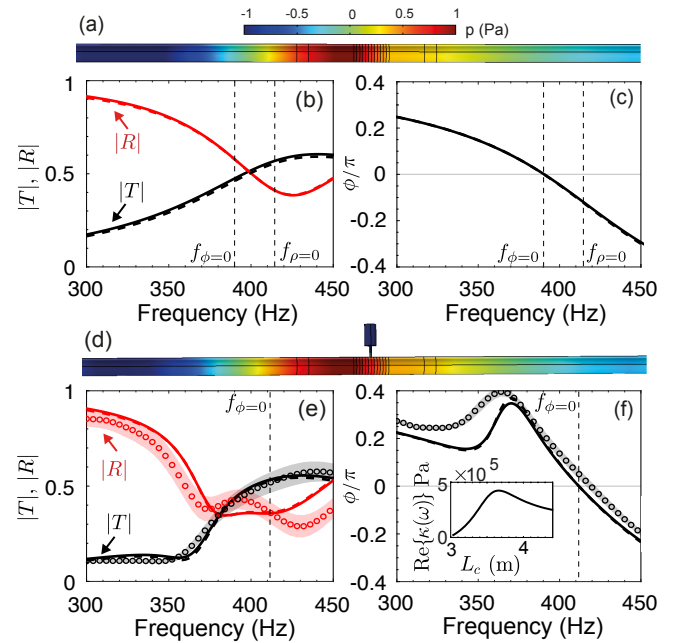 (a)
-1 -0.5 0 0.5 1 p (Pa)
(b)
|T|, |R|
1
0.5
0
|R|
|T|
f_{ϕ=0}
f_{ρ=0}
300 350 400 450
Frequency (Hz)
(c)
ϕ/π
0.4
0.2
0
-0.2
-0.4
f_{ϕ=0}
f_{ρ=0}
300 350 400 450
Frequency (Hz)
(d)
(e)
|T|, |R|
1
0.5
0
|R|
|T|
f_{ϕ=0}
300 350 400 450
Frequency (Hz)
(f)
ϕ/π
0.4
0.2
0
-0.2
-0.4
f_{ϕ=0}
Re{κ(ω)} Pa
×10^5
5
0
3 4
L_c (m)
300 350 400 450
Frequency (Hz)